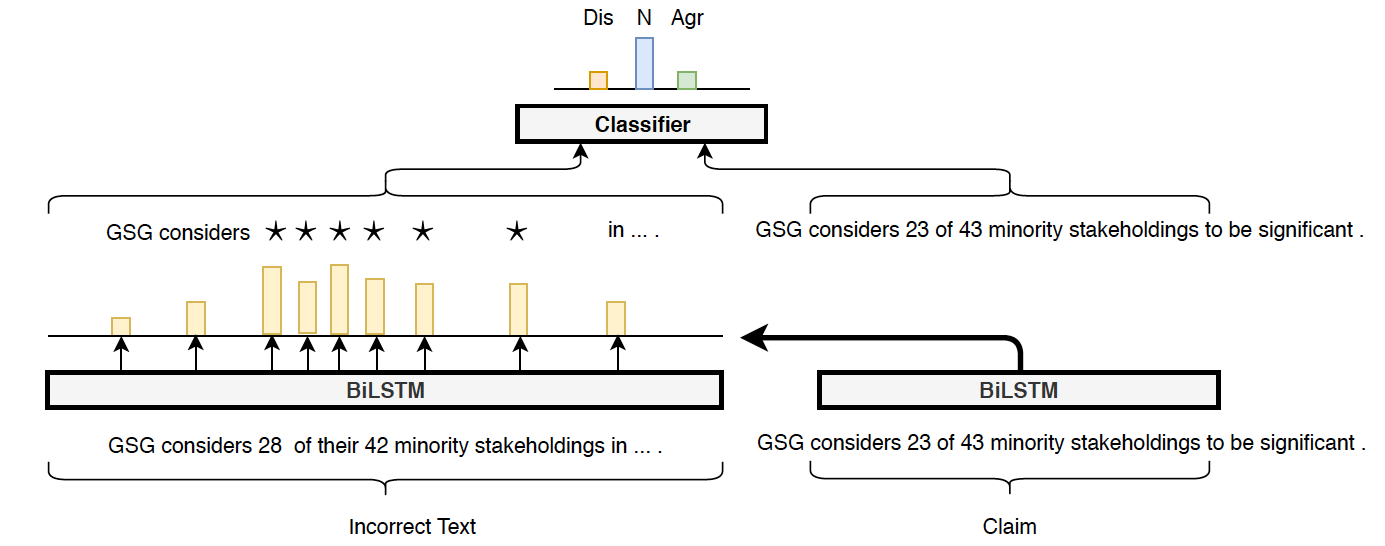 Dis N Agr
Classifier
GSG considers in ... . GSG considers 23 of 43 minority stakeholdings to be significant .
BiLSTM BiLSTM
GSG considers 28 of their 42 minority stakeholdings in ... . GSG considers 23 of 43 minority stakeholdings to be significant .
Incorrect Text Claim